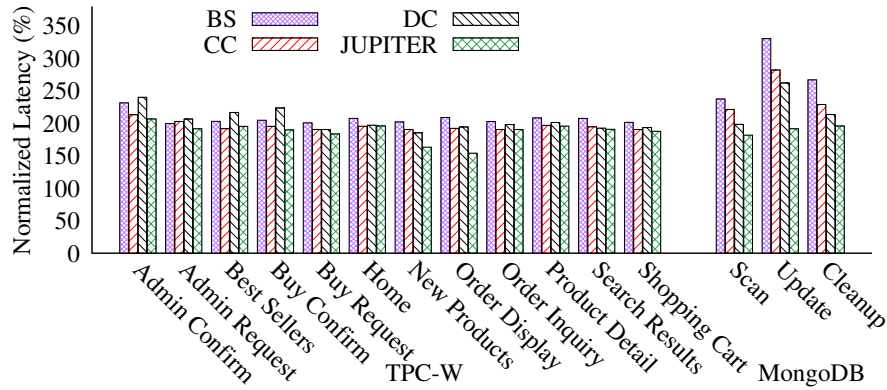 Normalized Latency (%)
350
300
250
200
150
100
50
0
BS
DC
CC
JUPITER
Admin Confirm
Admin Request
Best Sellers
Buy Confirm
Buy Request
Home
New Products
Order Display
Order Inquiry
Product Detail
Search Results
Shopping Cart
Scan
Update
Cleanup
TPC-W
MongoDB